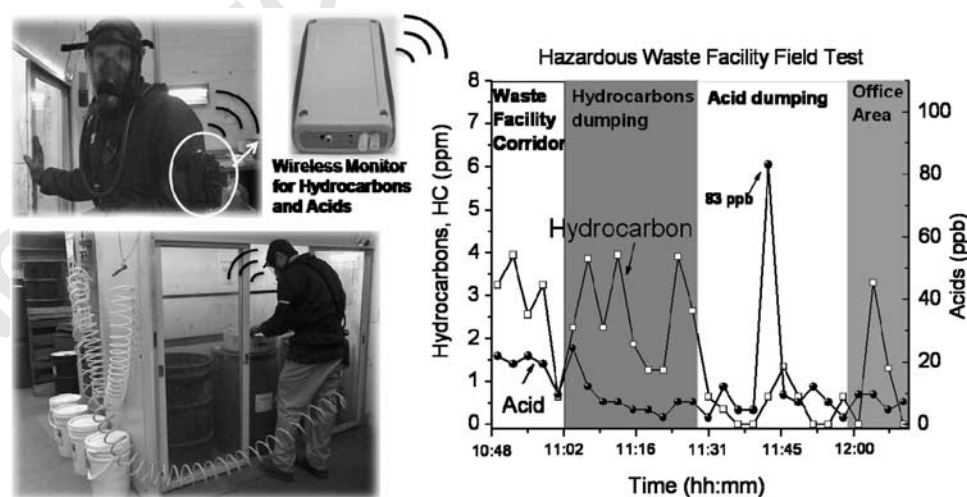 Wireless Monitor
for Hydrocarbons
and Acids
Hazardous Waste Facility Field Test
Hydrocarbons, HC (ppm)
8
7
6
5
4
3
2
1
0
Waste
Facility
Corridor
Hydrocarbons
dumping
Acid dumping
Office
Area
83 ppb
Hydrocarbon
Acid
100
80
60
40
20
0
Acids (ppb)
10:48 11:02 11:16 11:31 11:45 12:00
Time (hh:mm)